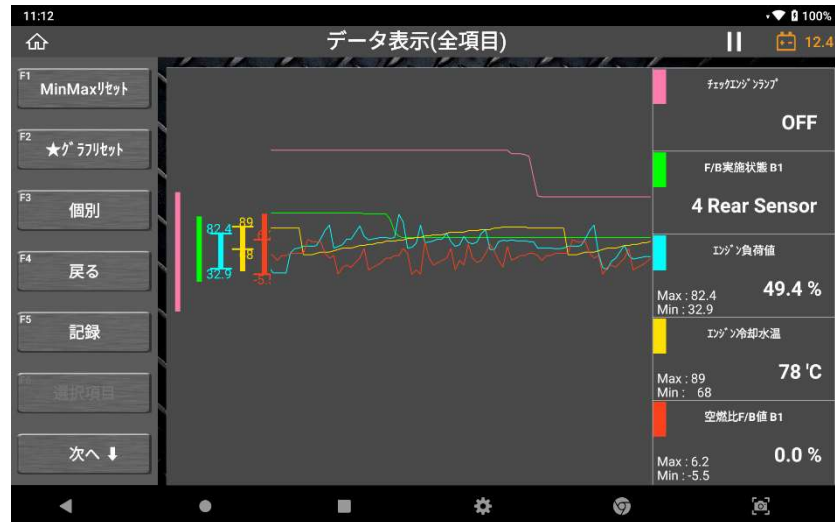 11:12
100%
データ表示(全項目)
12.4
F1
MinMaxﾘｾｯﾄ
F2
★ｸﾞﾗﾌﾘｾｯﾄ
F3
個別
F4
戻る
F5
記録
F6
選択項目
次へ⬇
82.4
32.9
89
-5.5
ﾁｪｯｸｴﾝｼﾞﾝﾗﾝﾌﾟ
OFF
F/B実施状態 B1
4 Rear Sensor
ｴﾝｼﾞﾝ負荷値
49.4 %
Max : 82.4
Min : 32.9
ｴﾝｼﾞﾝ冷却水温
78 'C
Max : 89
Min : 68
空燃比F/B値 B1
0.0 %
Max : 6.2
Min : -5.5